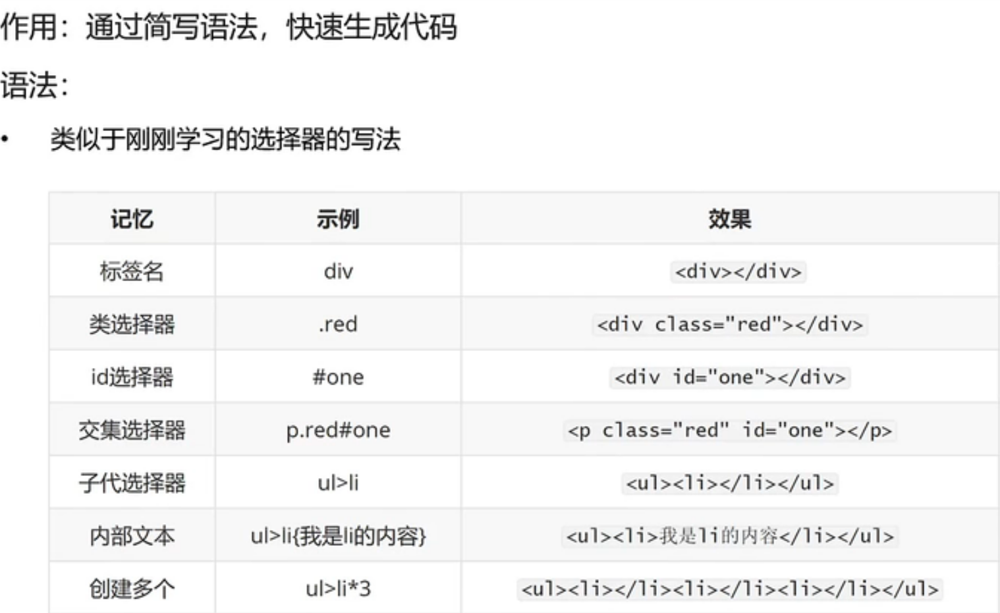 作用：通过简写语法，快速生成代码
语法：
• 类似于刚刚学习的选择器的写法
记忆 示例 效果
标签名 div <div></div>
类选择器 .red <div class="red"></div>
id选择器 #one <div id="one"></div>
交集选择器 p.red#one <p class="red" id="one"></p>
子代选择器 ul>li <ul><li></li></ul>
内部文本 ul>li{我是li的内容} <ul><li>我是li的内容</li></ul>
创建多个 ul>li*3 <ul><li></li><li></li><li></li></ul>